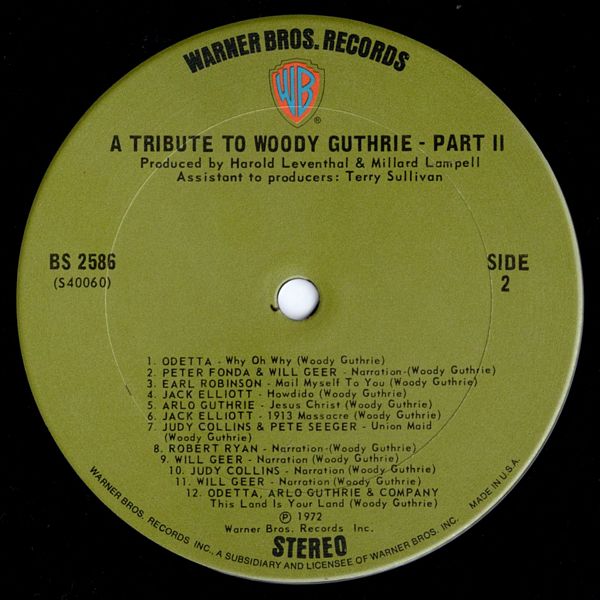 WARNER BROS. RECORDS
WB
®
A TRIBUTE TO WOODY GUTHRIE - PART II
Produced by Harold Leventhal & Millard Lampell
Assistant to producers: Terry Sullivan
BS 2586
(S40060)
SIDE
2
1. ODETTA - Why Oh Why (Woody Guthrie)
2. PETER FONDA & WILL GEER - Narration-(Woody Guthrie)
3. EARL ROBINSON - Mail Myself To You (Woody Guthrie)
4. JACK ELLIOTT - Howdido (Woody Guthrie)
5. ARLO GUTHRIE - Jesus Christ (Woody Guthrie)
6. JACK ELLIOTT - 1913 Massacre (Woody Guthrie)
7. JUDY COLLINS & PETE SEEGER - Union Maid
(Woody Guthrie)
8. ROBERT RYAN - Narration-(Woody Guthrie)
9. WILL GEER - Narration (Woody Guthrie)
10. JUDY COLLINS - Narration (Woody Guthrie)
11. WILL GEER - Narration (Woody Guthrie)
12. ODETTA, ARLO GUTHRIE & COMPANY
This Land Is Your Land (Woody Guthrie)
℗ 1972
Warner Bros. Records Inc.
STEREO
WARNER BROS. RECORDS INC., A SUBSIDIARY AND LICENSEE OF WARNER BROS. INC. MADE IN U.S.A.